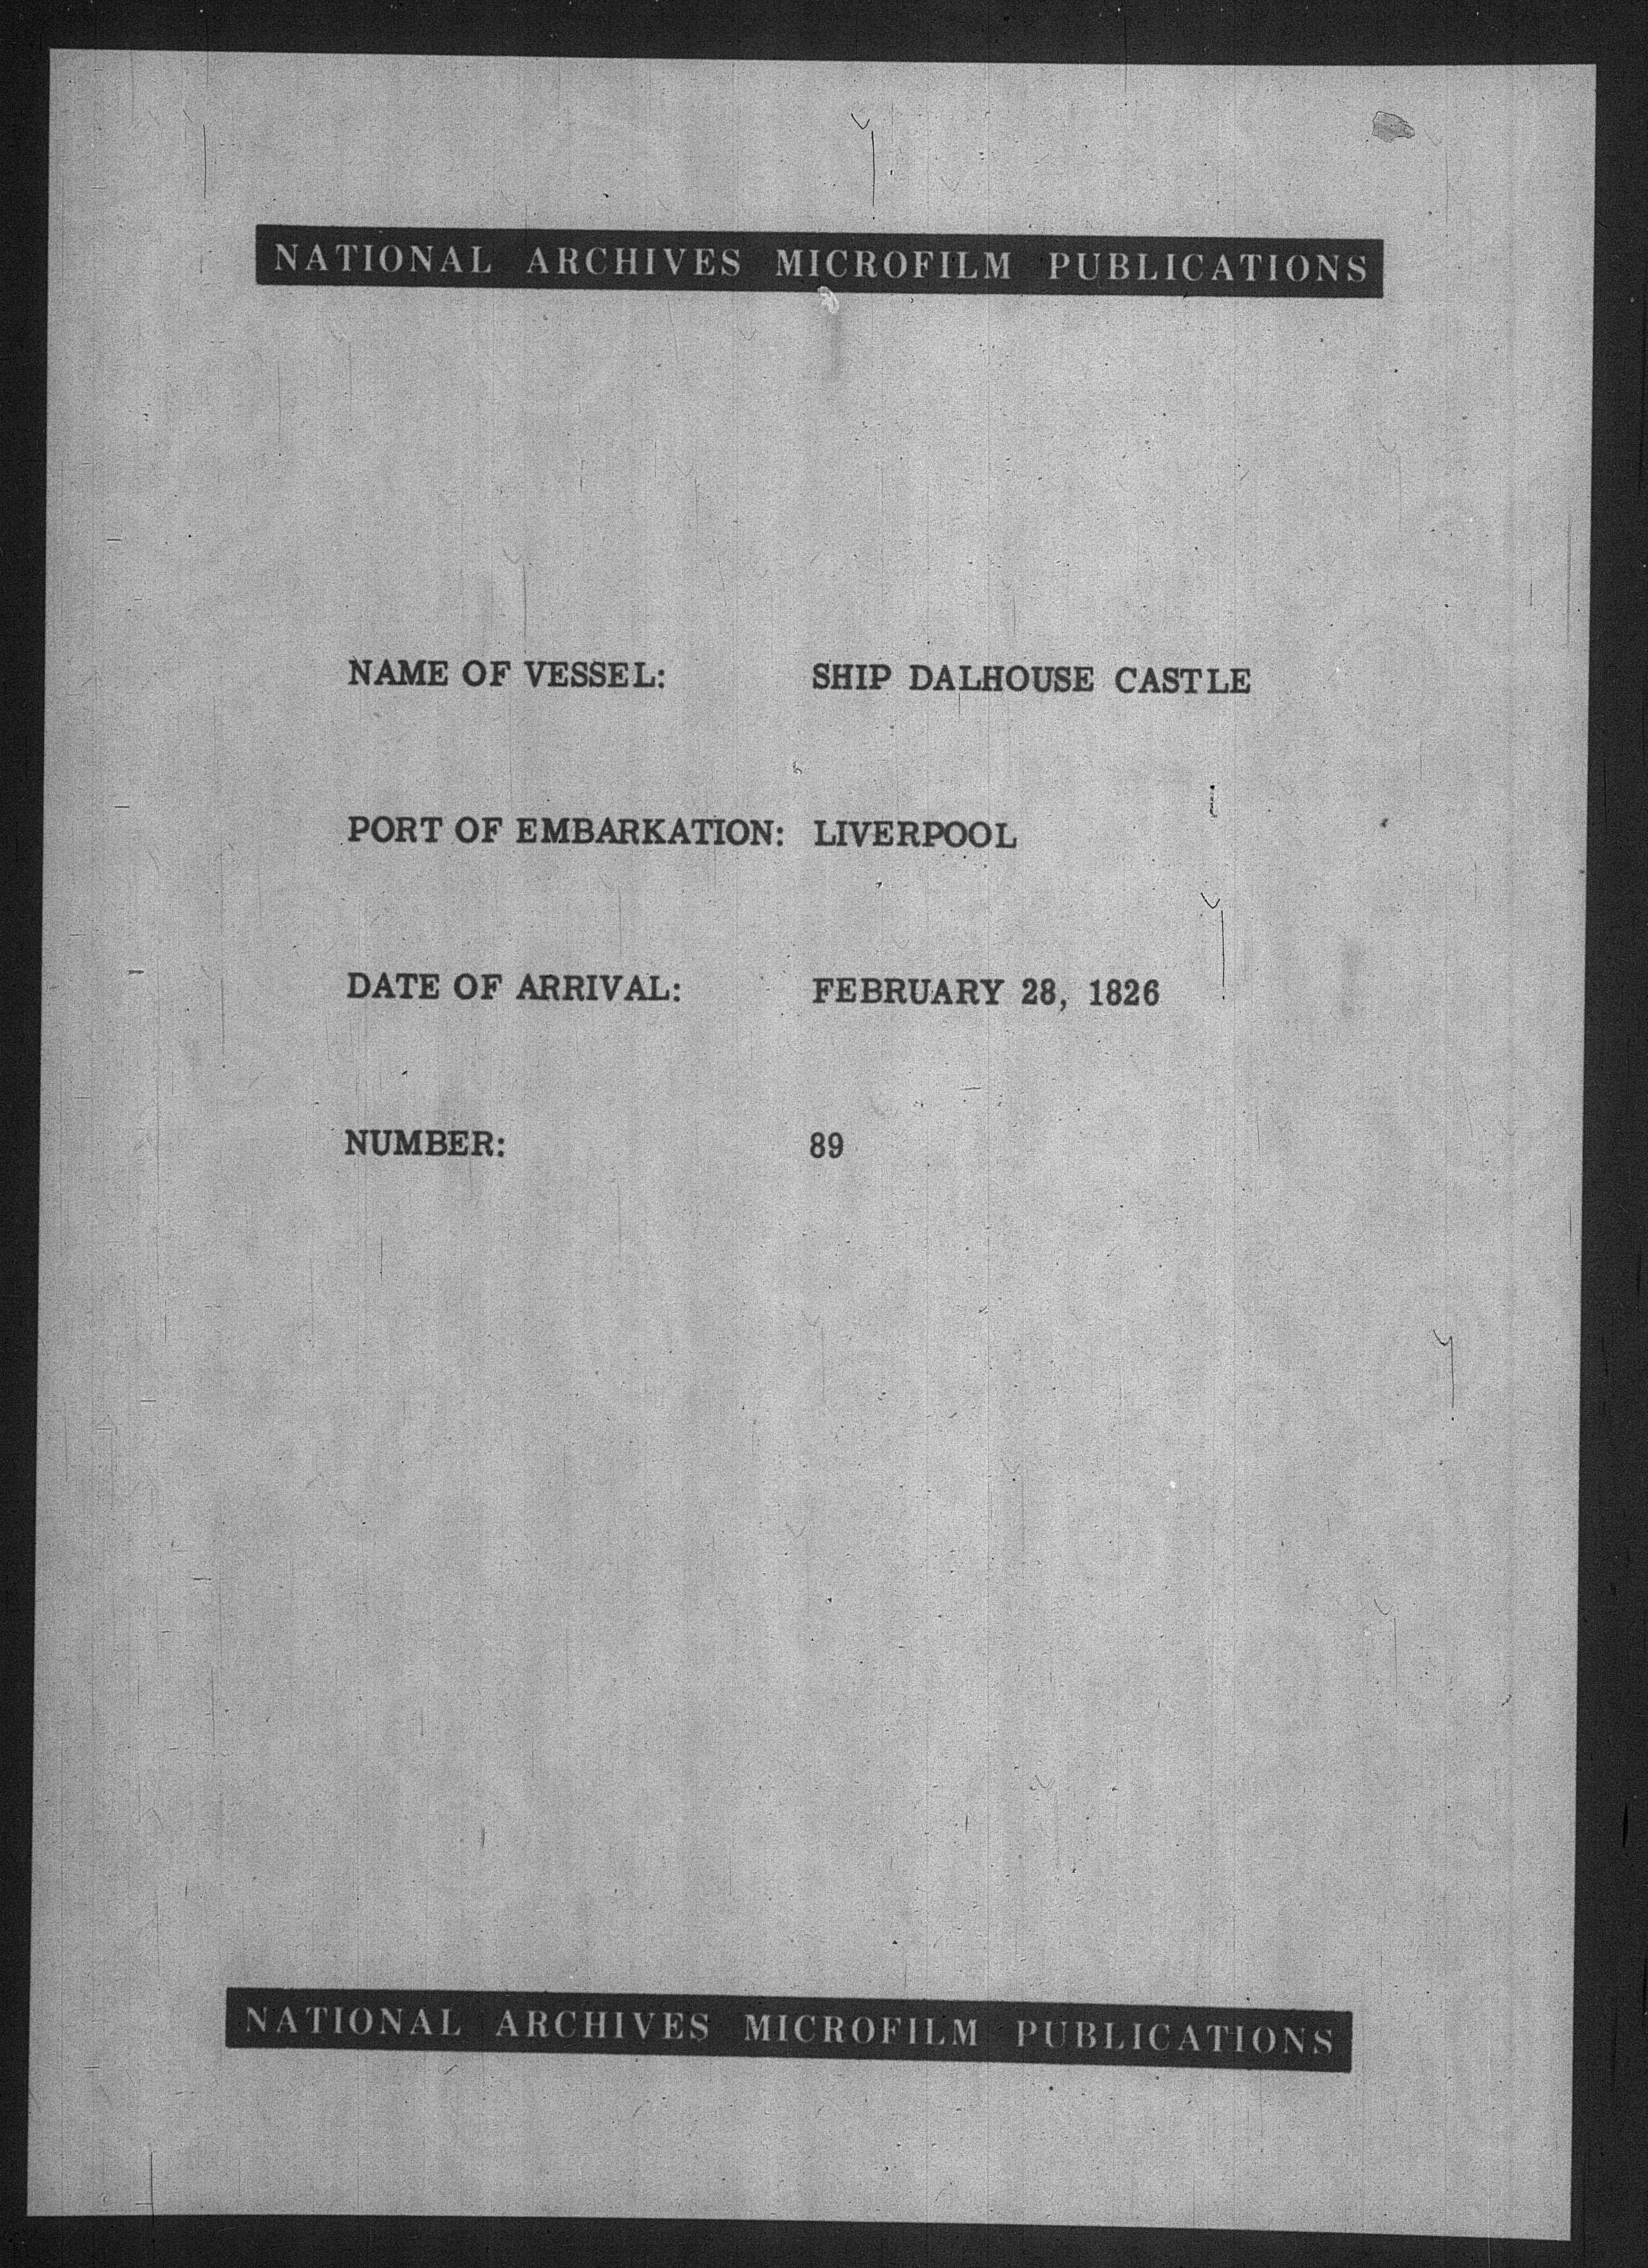 NATIONAL ARCHIVES MICROFILM PUBLICATIONS
NAME OF VESSEL: SHIP DALHOUSE CASTLE
PORT OF EMBARKATION: LIVERPOOL
DATE OF ARRIVAL: FEBRUARY 28, 1826
NUMBER: 89
NATIONAL ARCHIVES MICROFILM PUBLICATIONS